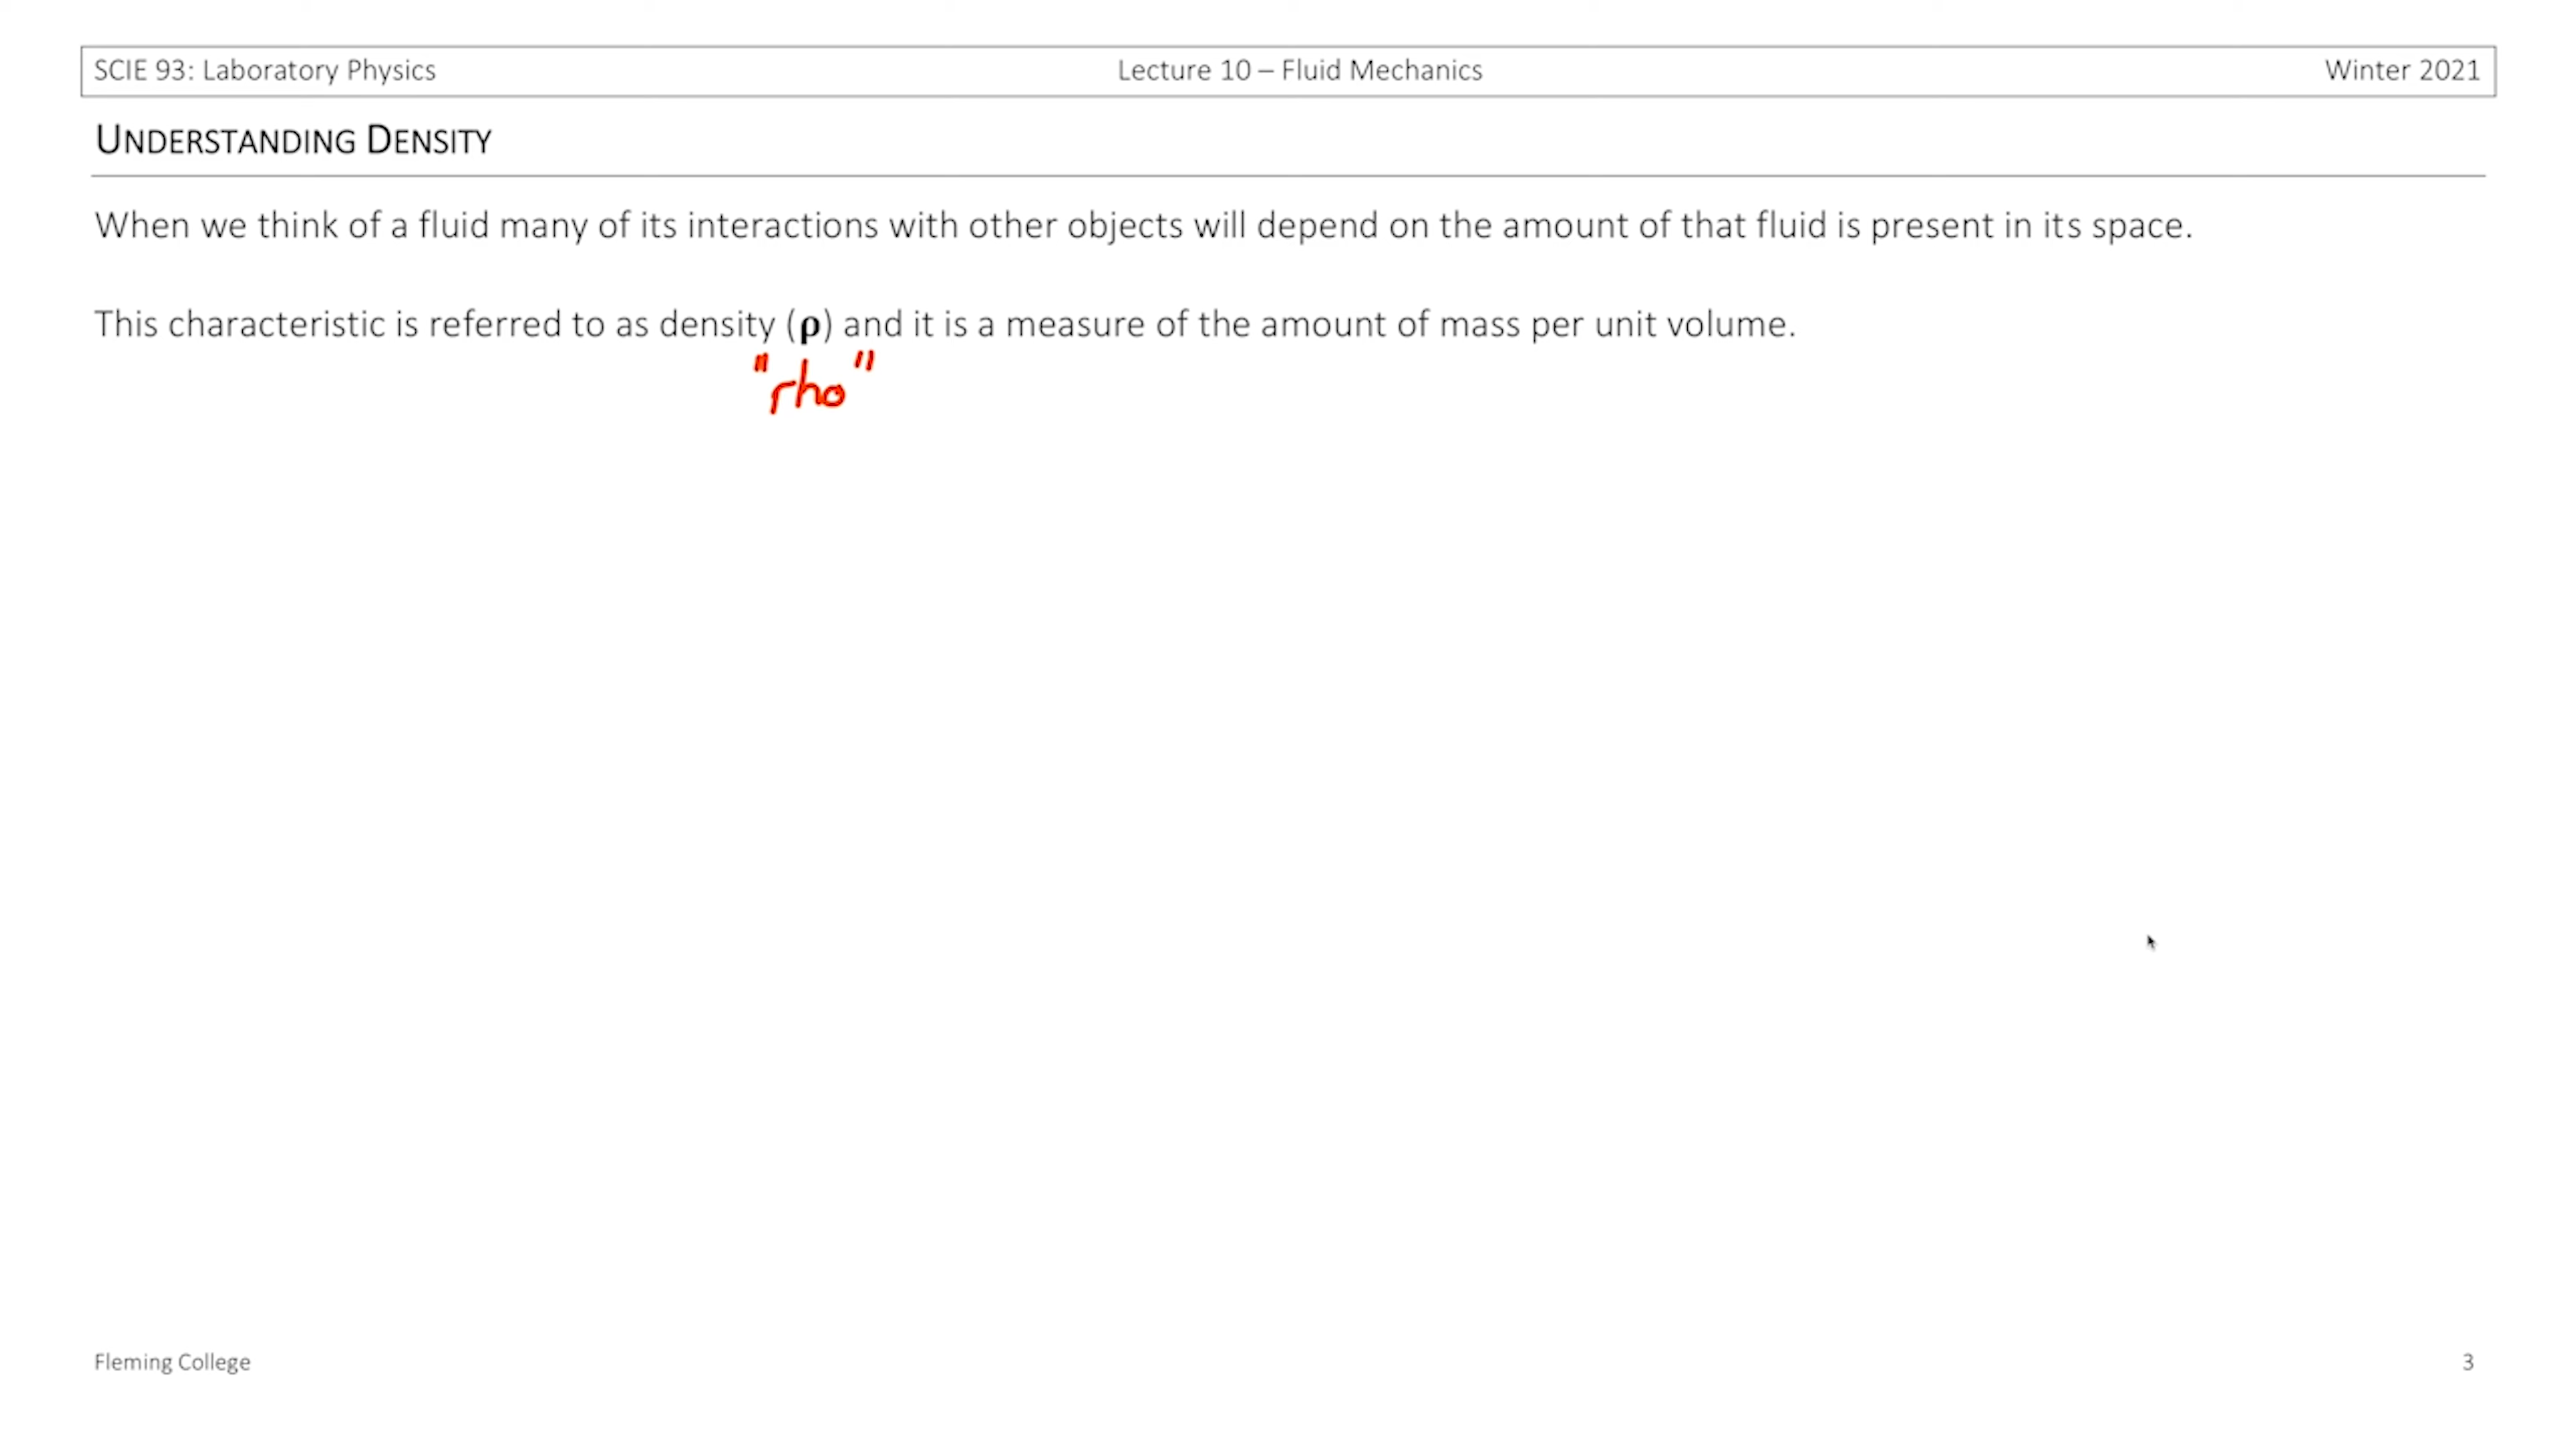 SCIE 93: Laboratory Physics Lecture 10 – Fluid Mechanics Winter 2021
UNDERSTANDING DENSITY
When we think of a fluid many of its interactions with other objects will depend on the amount of that fluid is present in its space.
This characteristic is referred to as density (ρ) and it is a measure of the amount of mass per unit volume.
"rho"
Fleming College 3